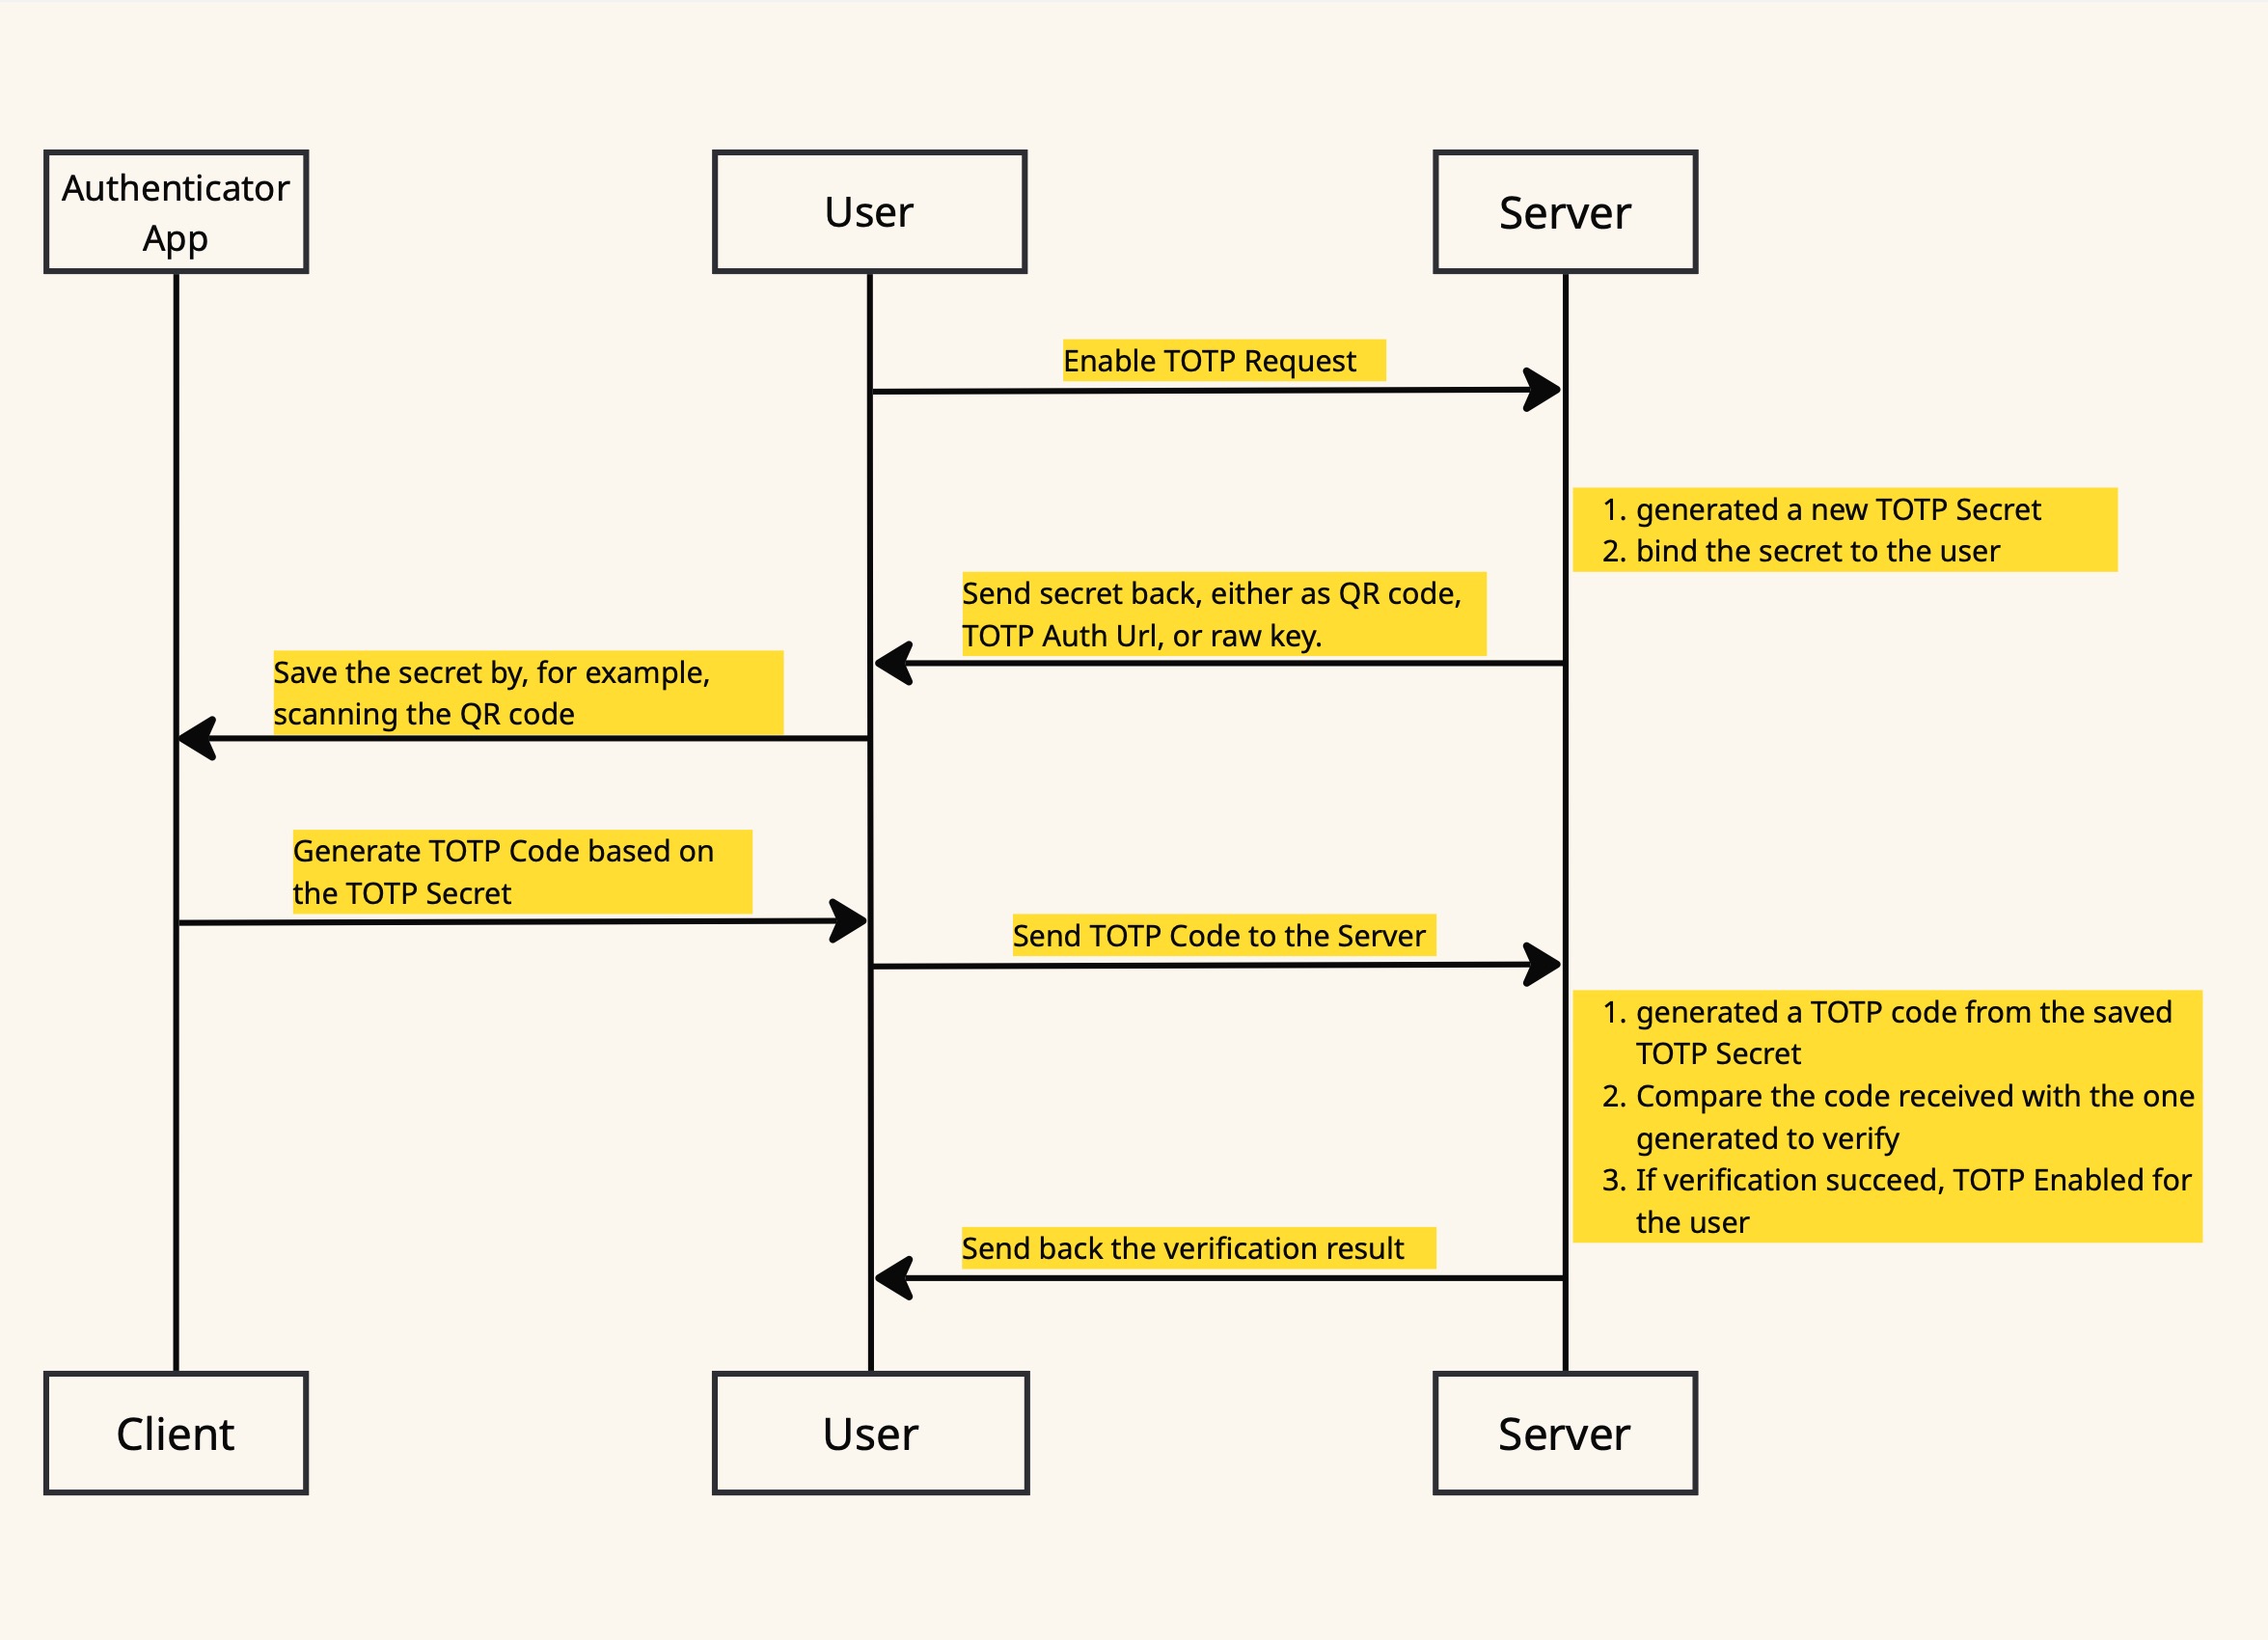 Authenticator
App
User
Server
Enable TOTP Request
1. generated a new TOTP Secret
2. bind the secret to the user
Send secret back, either as QR code,
TOTP Auth Url, or raw key.
Save the secret by, for example,
scanning the QR code
Generate TOTP Code based on
the TOTP Secret
Send TOTP Code to the Server
1. generated a TOTP code from the saved
TOTP Secret
2. Compare the code received with the one
generated to verify
3. If verification succeed, TOTP Enabled for
the user
Send back the verification result
Client
User
Server